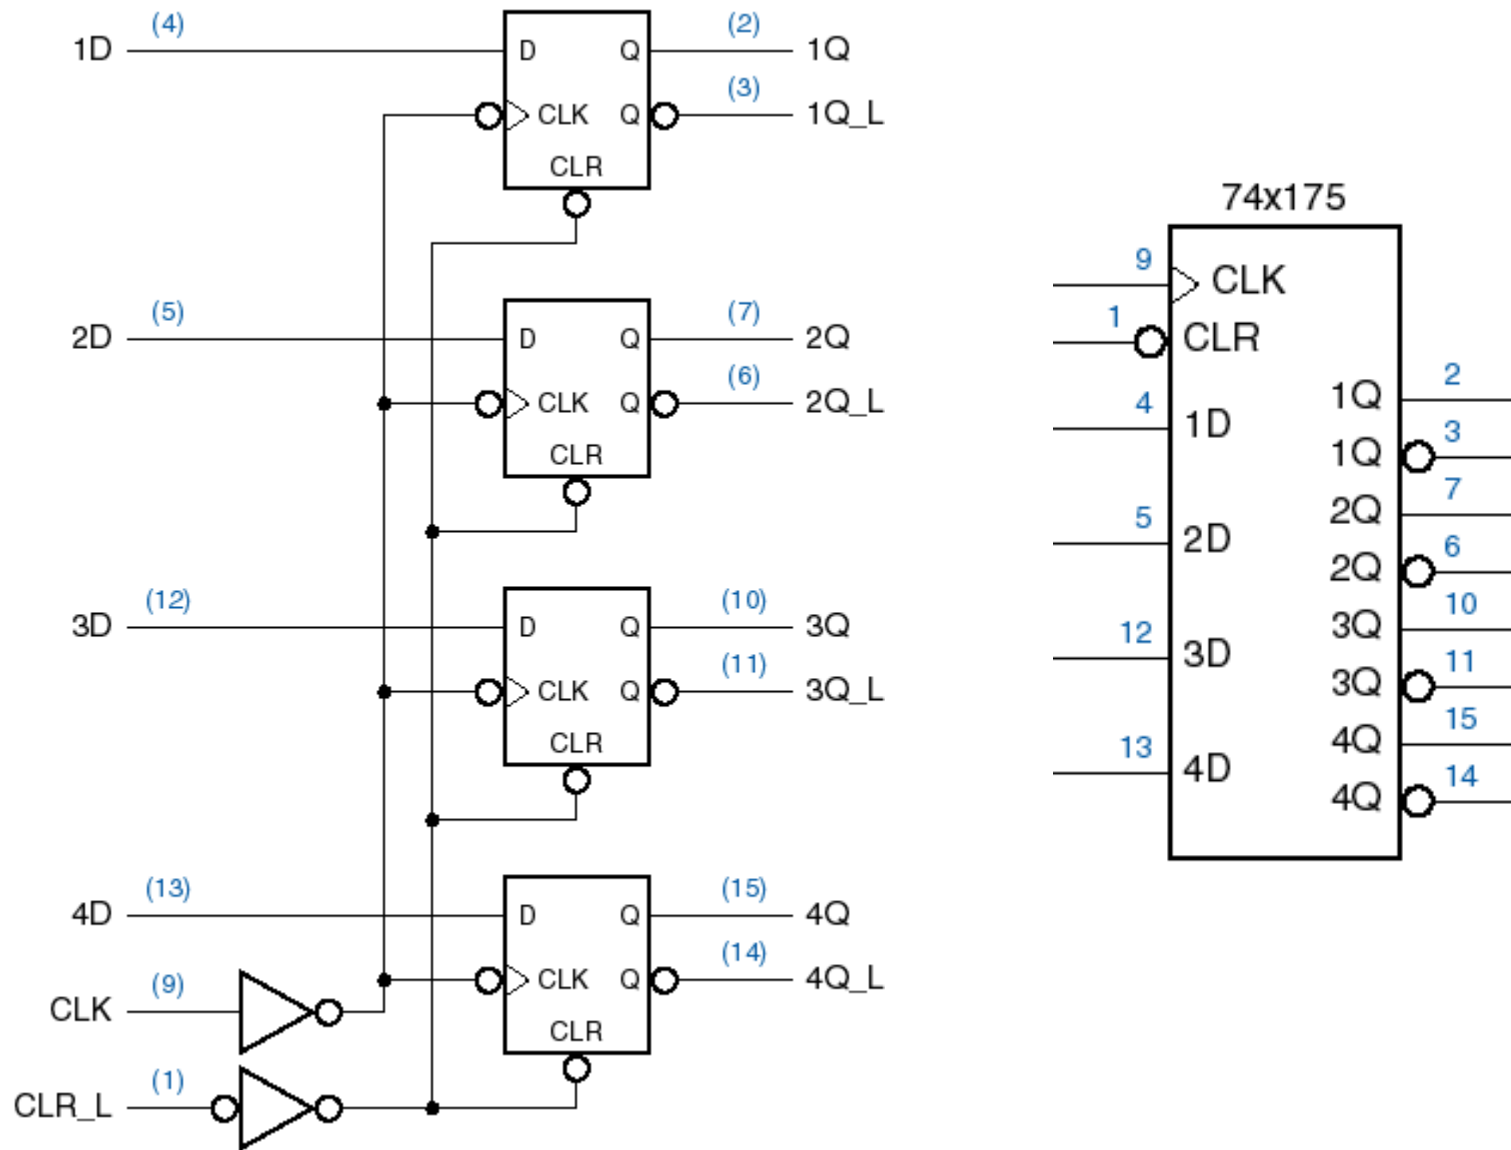 1D (4) D Q (2) 1Q
CLK Q (3) 1Q_L
CLR
2D (5) D Q (7) 2Q
CLK Q (6) 2Q_L
CLR
3D (12) D Q (10) 3Q
CLK Q (11) 3Q_L
CLR
4D (13) D Q (15) 4Q
CLK (9) CLK Q (14) 4Q_L
CLR
CLR_L (1)
74x175
9 CLK
1 CLR
4 1D
5 2D
12 3D
13 4D
1Q 2
1Q 3
2Q 7
2Q 6
3Q 10
3Q 11
4Q 15
4Q 14